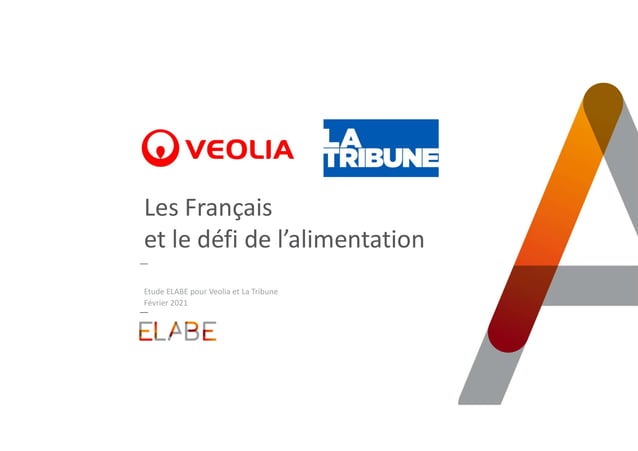 VEOLIA
LA
TRIBUNE
Les Français
et le défi de l’alimentation
Etude ELABE pour Veolia et La Tribune
Février 2021
ELABE